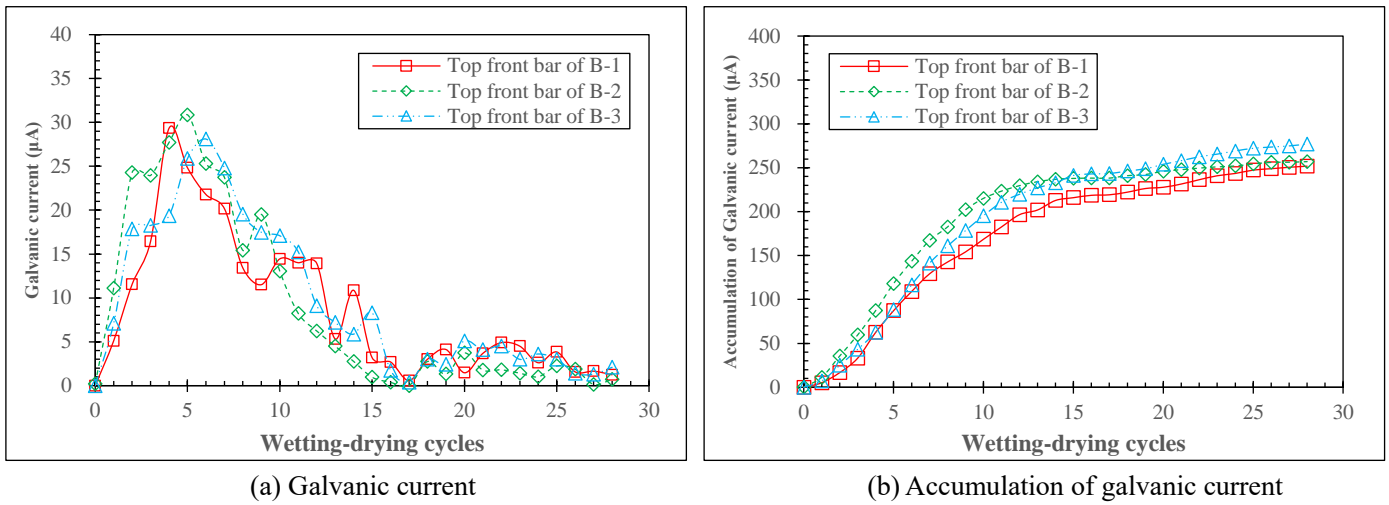 40
35
30
25
20
15
10
5
0
Galvanic current (μA)
Top front bar of B-1
Top front bar of B-2
Top front bar of B-3
0 5 10 15 20 25 30
Wetting-drying cycles
(a) Galvanic current
400
350
300
250
200
150
100
50
0
Accumulation of Galvanic current (μA)
Top front bar of B-1
Top front bar of B-2
Top front bar of B-3
0 5 10 15 20 25 30
Wetting-drying cycles
(b) Accumulation of galvanic current